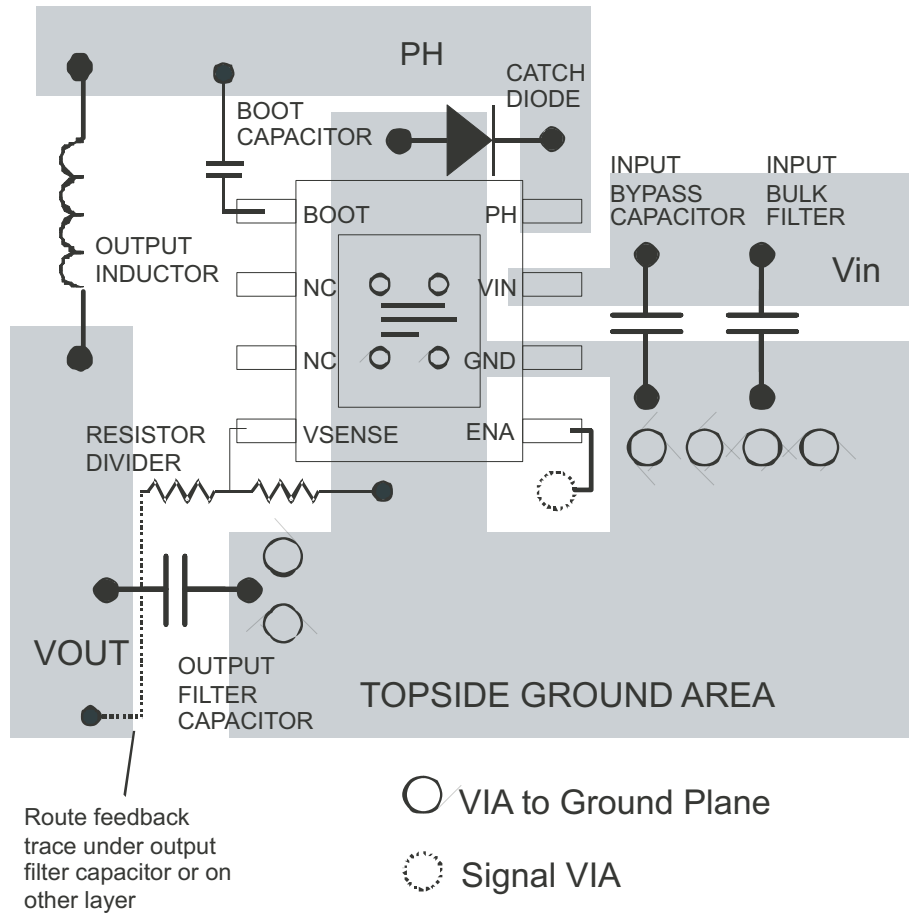 PH
CATCH
DIODE
BOOT
CAPACITOR
INPUT
BYPASS
CAPACITOR
INPUT
BULK
FILTER
BOOT
PH
OUTPUT
INDUCTOR
NC
VIN
Vin
NC
GND
RESISTOR
DIVIDER
VSENSE
ENA
VOUT
OUTPUT
FILTER
CAPACITOR
TOPSIDE GROUND AREA
Route feedback
trace under output
filter capacitor or on
other layer
VIA to Ground Plane
Signal VIA